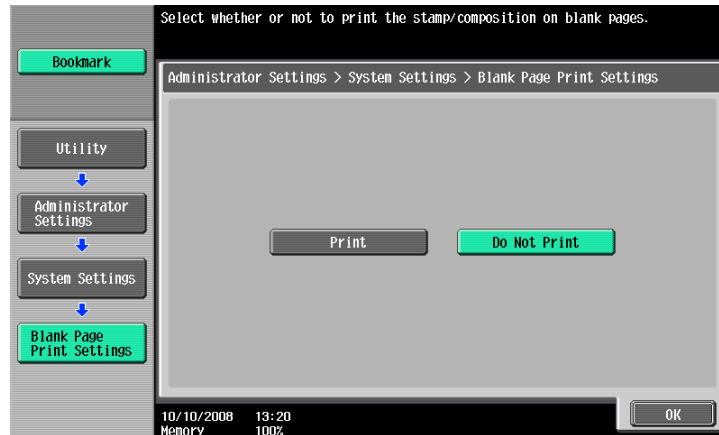 Select whether or not to print the stamp/composition on blank pages.
Bookmark
Administrator Settings > System Settings > Blank Page Print Settings
Utility
Administrator
Settings
System Settings
Blank Page
Print Settings
Print
Do Not Print
10/10/2008 13:20
Memory 100%
OK